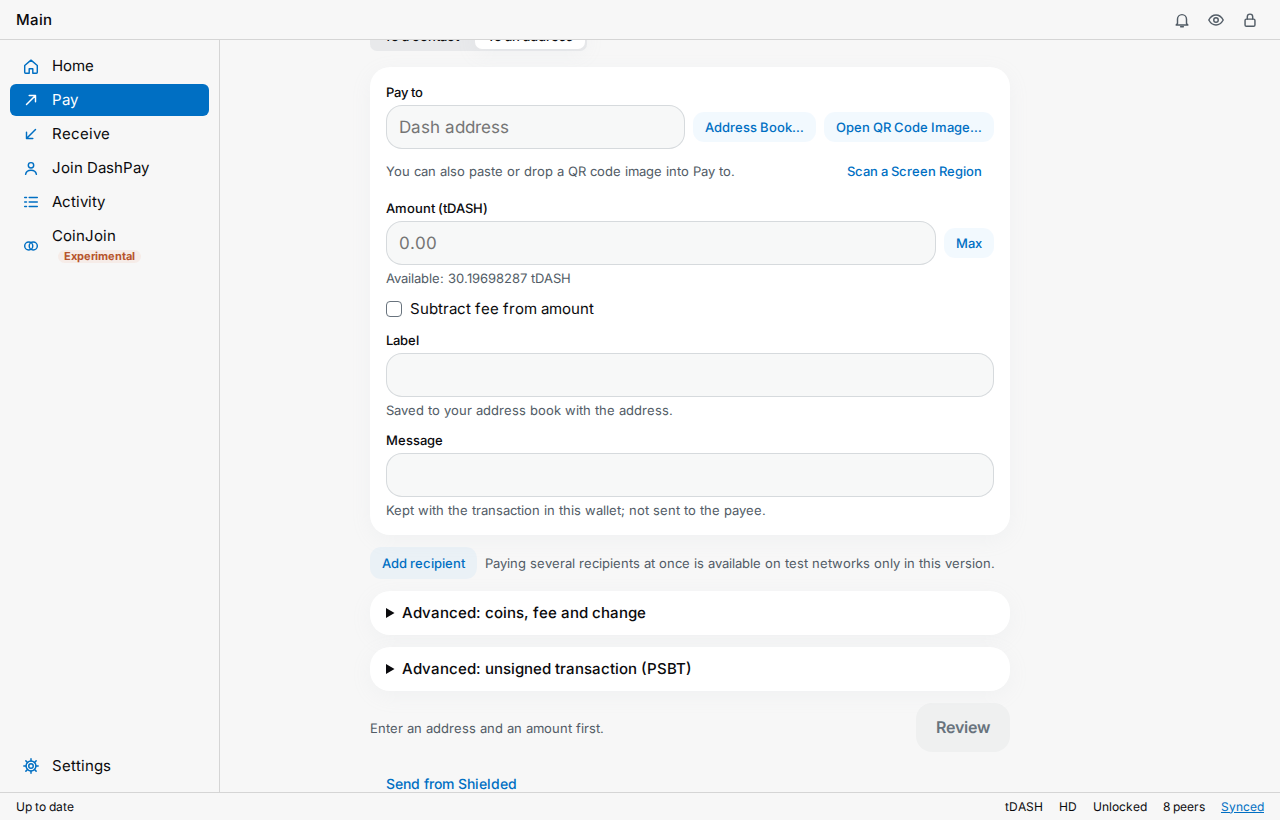 Main
Home
Pay
Receive
Join DashPay
Activity
CoinJoin
Experimental
Settings
Pay to
Dash address
Address Book...
Open QR Code Image...
You can also paste or drop a QR code image into Pay to.
Scan a Screen Region
Amount (tDASH)
0.00
Max
Available: 30.19698287 tDASH
Subtract fee from amount
Label
Saved to your address book with the address.
Message
Kept with the transaction in this wallet; not sent to the payee.
Add recipient
Paying several recipients at once is available on test networks only in this version.
Advanced: coins, fee and change
Advanced: unsigned transaction (PSBT)
Enter an address and an amount first.
Review
Send from Shielded
Up to date
tDASH
HD
Unlocked
8 peers
Synced